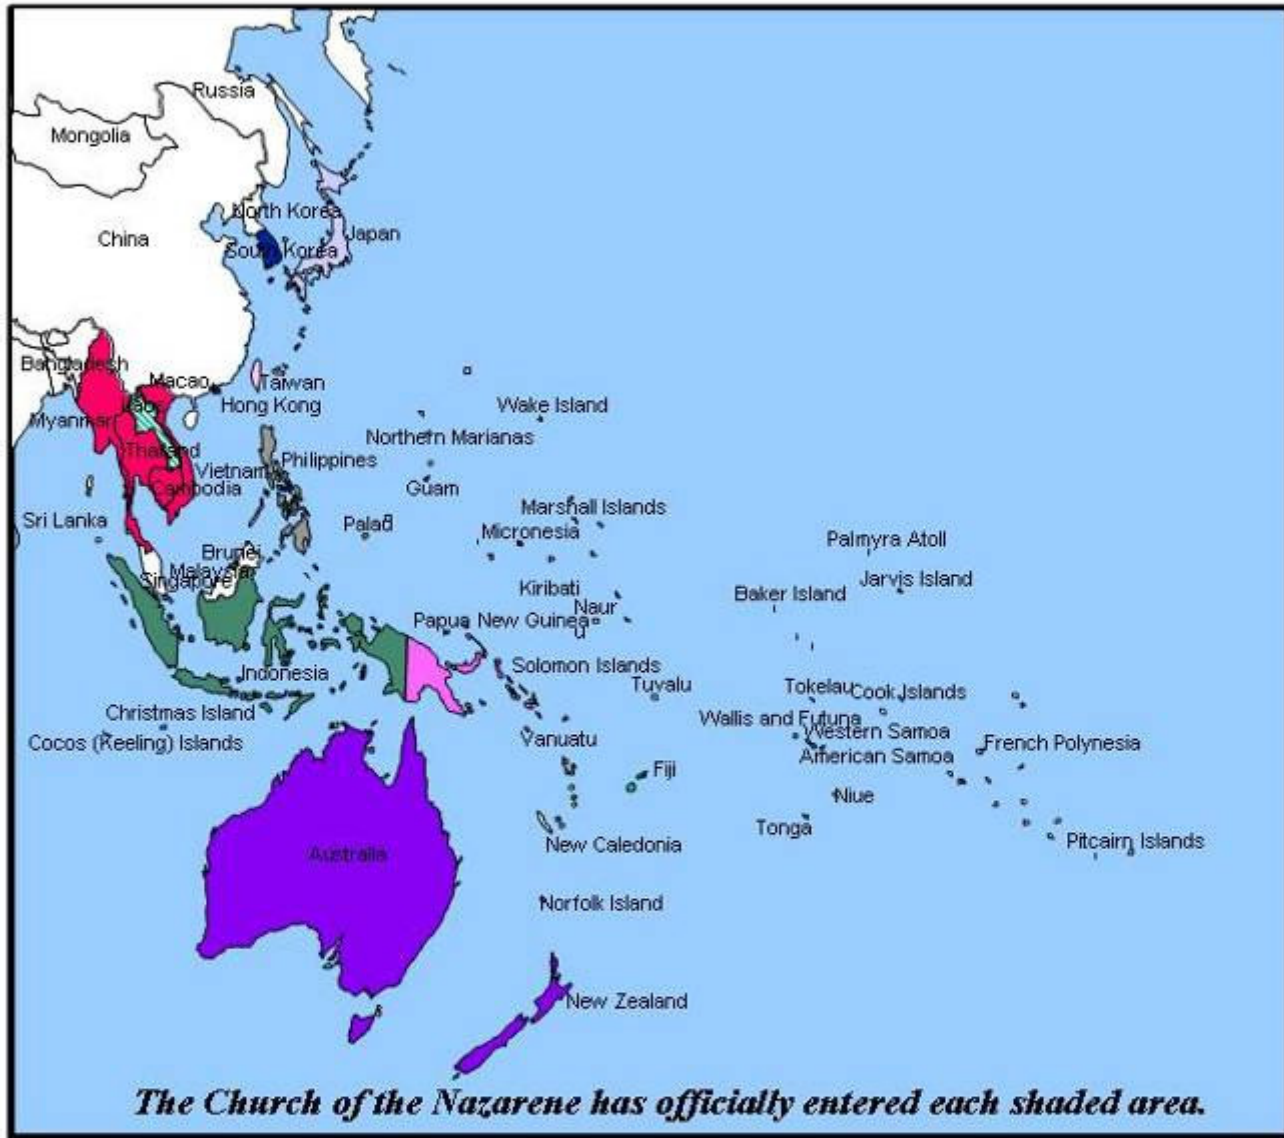 Russia
Mongolia
North Korea
China
Japan
South Korea
Bangladesh
Macao
Taiwan
Laos
Hong Kong
Wake Island
Myanmar
Northern Marianas
Thailand
Philippines
Vietnam
Cambodia
Guam
Marshall Islands
Sri Lanka
Palau
Micronesia
Palmyra Atoll
Brunei
Malaysia
Singapore
Jarvis Island
Kiribati
Baker Island
Naur
u
Papua New Guinea
Solomon Islands
Indonesia
Tuvalu
Tokelau
Cook Islands
Christmas Island
Wallis and Futuna
Western Samoa
Cocos (Keeling) Islands
Vanuatu
French Polynesia
American Samoa
Fiji
Niue
Tonga
New Caledonia
Pitcairn Islands
Australia
Norfolk Island
New Zealand
The Church of the Nazarene has officially entered each shaded area.